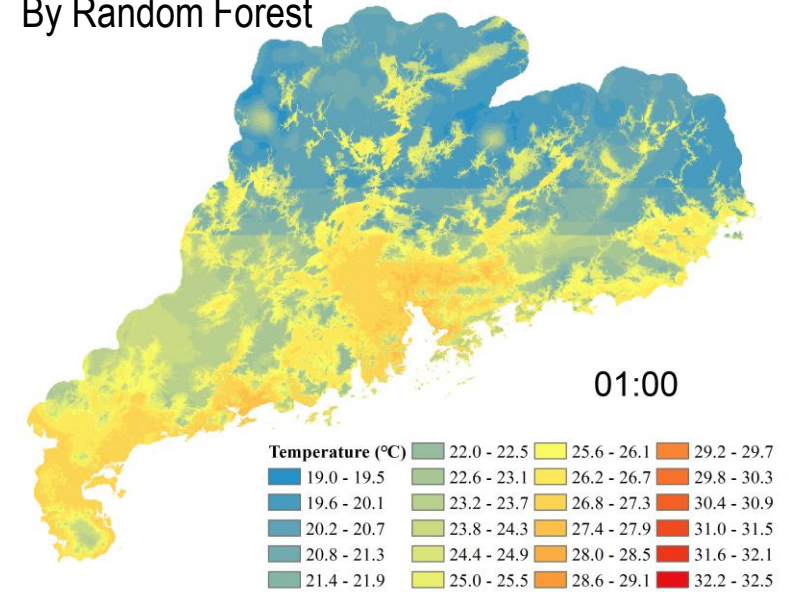 By Random Forest
01:00
Temperature (℃)
19.0 - 19.5
19.6 - 20.1
20.2 - 20.7
20.8 - 21.3
21.4 - 21.9
22.0 - 22.5
22.6 - 23.1
23.2 - 23.7
23.8 - 24.3
24.4 - 24.9
25.0 - 25.5
25.6 - 26.1
26.2 - 26.7
26.8 - 27.3
27.4 - 27.9
28.0 - 28.5
28.6 - 29.1
29.2 - 29.7
29.8 - 30.3
30.4 - 30.9
31.0 - 31.5
31.6 - 32.1
32.2 - 32.5